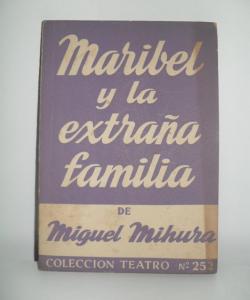 Maribel
y la
extraña
familia
DE
Miguel Mihura
COLECCION TEATRO Nº 25